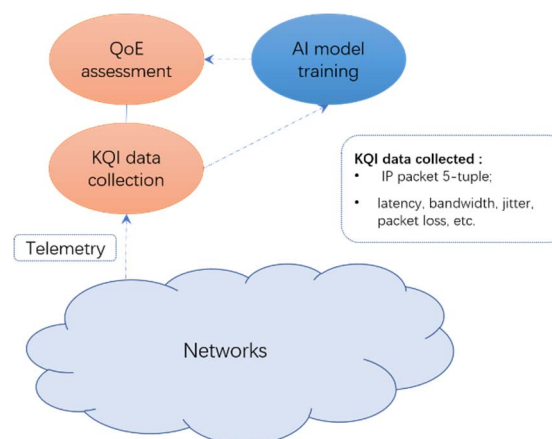 QoE
assessment
AI model
training
KQI data
collection
KQI data collected :
• IP packet 5-tuple;
• latency, bandwidth, jitter,
packet loss, etc.
Telemetry
Networks